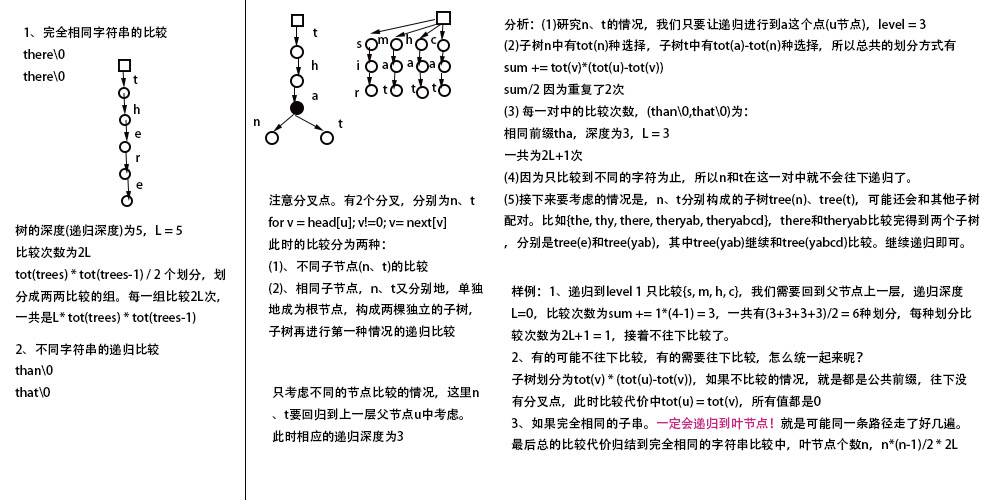 1、完全相同字符串的比较
there\0
there\0
t
h
e
r
e
树的深度(递归深度)为5，L = 5
比较次数为2L
tot(trees) * tot(trees-1) / 2 个划分，划
分成两两比较的组。每一组比较2L次，
一共是L* tot(trees) * tot(trees-1)
2、不同字符串的递归比较
than\0
that\0
t
h
a
n
t
s m h c
i a a a
r t t t
注意分叉点。有2个分叉，分别为n、t
for v = head[u]; v!=0; v= next[v]
此时的比较分为两种：
(1)、不同子节点(n、t)的比较
(2)、相同子节点，n、t又分别地，单独
地成为根节点，构成两棵独立的子树，
子树再进行第一种情况的递归比较
只考虑不同的节点比较的情况，这里n
、t要回归到上一层父节点u中考虑。
此时相应的递归深度为3
分析：(1)研究n、t的情况，我们只要让递归进行到a这个点(u节点)，level = 3
(2)子树n中有tot(n)种选择，子树t中有tot(a)-tot(n)种选择，所以总共的划分方式有
sum += tot(v)*(tot(u)-tot(v))
sum/2 因为重复了2次
(3) 每一对中的比较次数，(than\0,that\0)为：
相同前缀tha，深度为3，L = 3
一共为2L+1次
(4)因为只比较到不同的字符为止，所以n和t在这一对中就不会往下递归了。
(5)接下来要考虑的情况是，n、t分别构成的子树tree(n)、tree(t)，可能还会和其他子树
配对。比如{the, thy, there, theryab, theryabcd}，there和theryab比较完得到两个子树
，分别是tree(e)和tree(yab)，其中tree(yab)继续和tree(yabcd)比较。继续递归即可。
样例：1、递归到level 1 只比较{s, m, h, c}，我们需要回到父节点上一层，递归深度
L=0，比较次数为sum += 1*(4-1) = 3，一共有(3+3+3+3)/2 = 6种划分，每种划分比
较次数为2L+1 = 1，接着不往下比较了。
2、有的可能不往下比较，有的需要往下比较，怎么统一起来呢？
子树划分为tot(v) * (tot(u)-tot(v))，如果不比较的情况，就是都是公共前缀，往下没
有分叉点，此时比较代价中tot(u) = tot(v)，所有值都是0
3、如果完全相同的子串。一定会递归到叶节点！就是可能同一条路径走了好几遍。
最后总的比较代价归结到完全相同的字符串比较中，叶节点个数n，n*(n-1)/2 * 2L